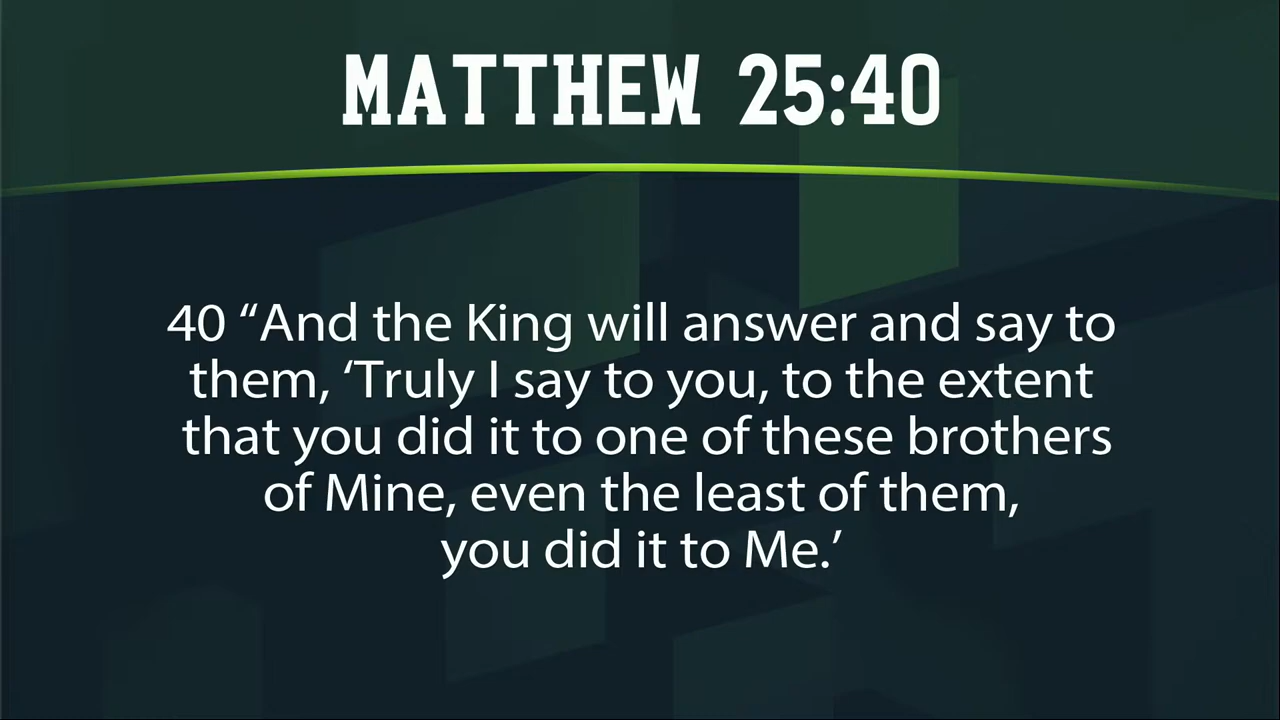 MATTHEW 25:40
40 “And the King will answer and say to
them, ‘Truly I say to you, to the extent
that you did it to one of these brothers
of Mine, even the least of them,
you did it to Me.’